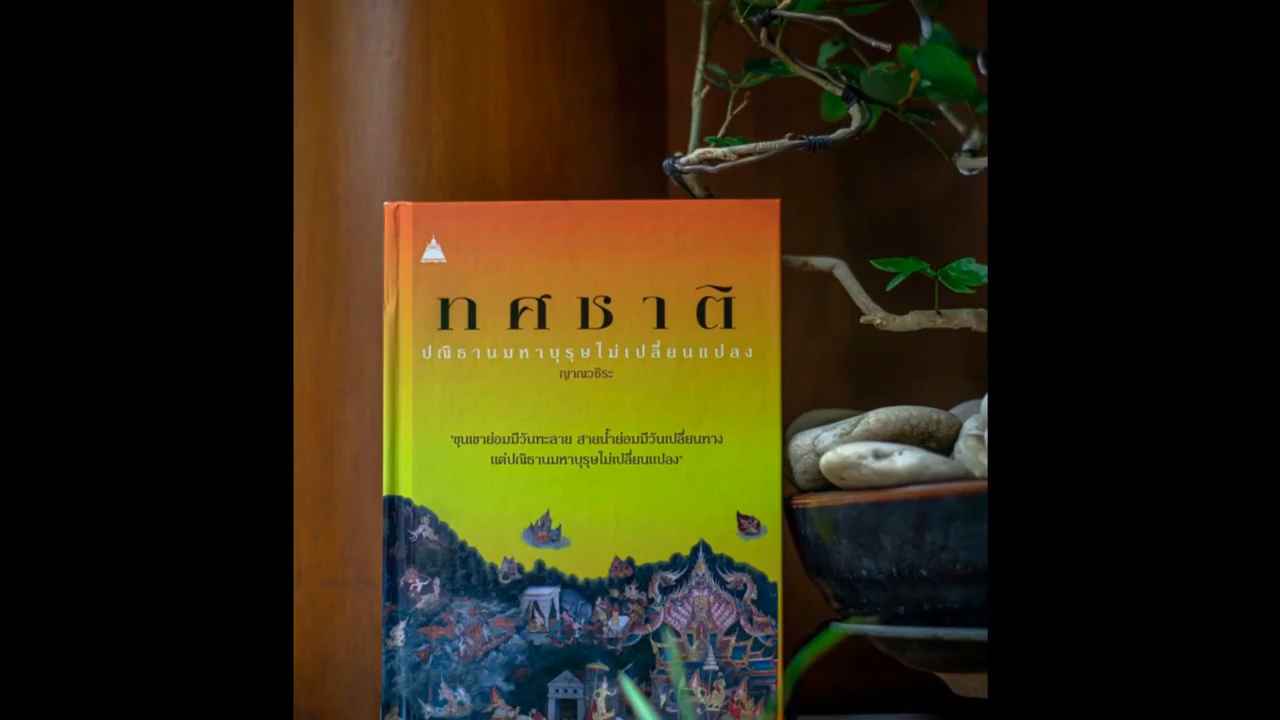 ทศชาติ
ปณิธานมหาบุรุษไม่เปลี่ยนแปลง
ญาณวชิระ
"ขุนเขาย่อมมีวันทะลาย สายน้ำย่อมมีวันเปลี่ยนทาง
แต่ปณิธานมหาบุรุษไม่เปลี่ยนแปลง"